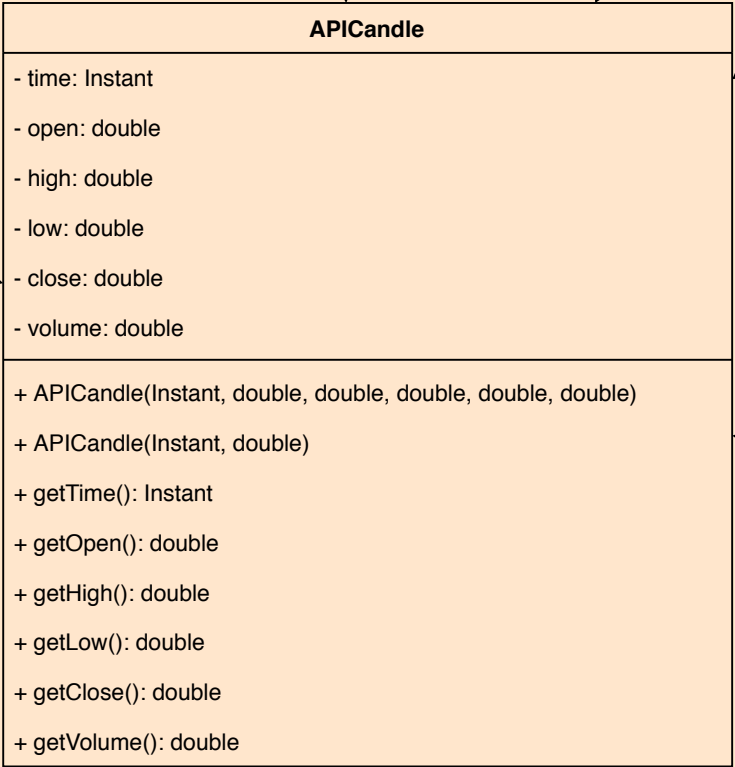 APICandle
- time: Instant
- open: double
- high: double
- low: double
- close: double
- volume: double
+ APICandle(Instant, double, double, double, double, double)
+ APICandle(Instant, double)
+ getTime(): Instant
+ getOpen(): double
+ getHigh(): double
+ getLow(): double
+ getClose(): double
+ getVolume(): double